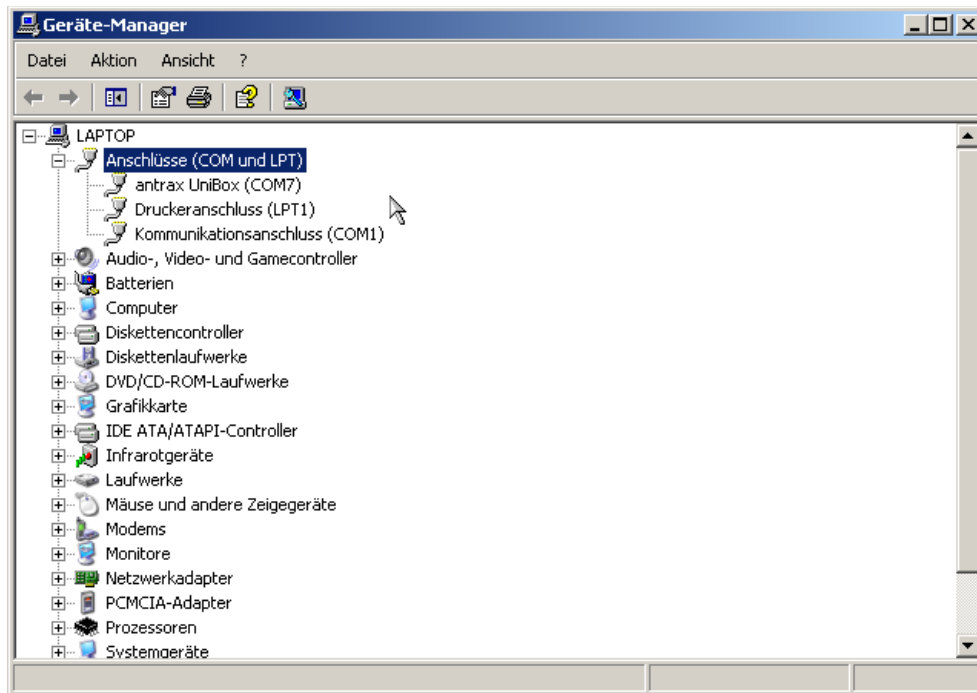 Geräte-Manager
Datei Aktion Ansicht ?
LAPTOP
Anschlüsse (COM und LPT)
antrax UniBox (COM7)
Druckeranschluss (LPT1)
Kommunikationsanschluss (COM1)
Audio-, Video- und Gamecontroller
Batterien
Computer
Diskettencontroller
Diskettenlaufwerke
DVD/CD-ROM-Laufwerke
Grafikkarte
IDE ATA/ATAPI-Controller
Infrarotgeräte
Laufwerke
Mäuse und andere Zeigegeräte
Modems
Monitore
Netzwerkadapter
PCMCIA-Adapter
Prozessoren
Systemgeräte